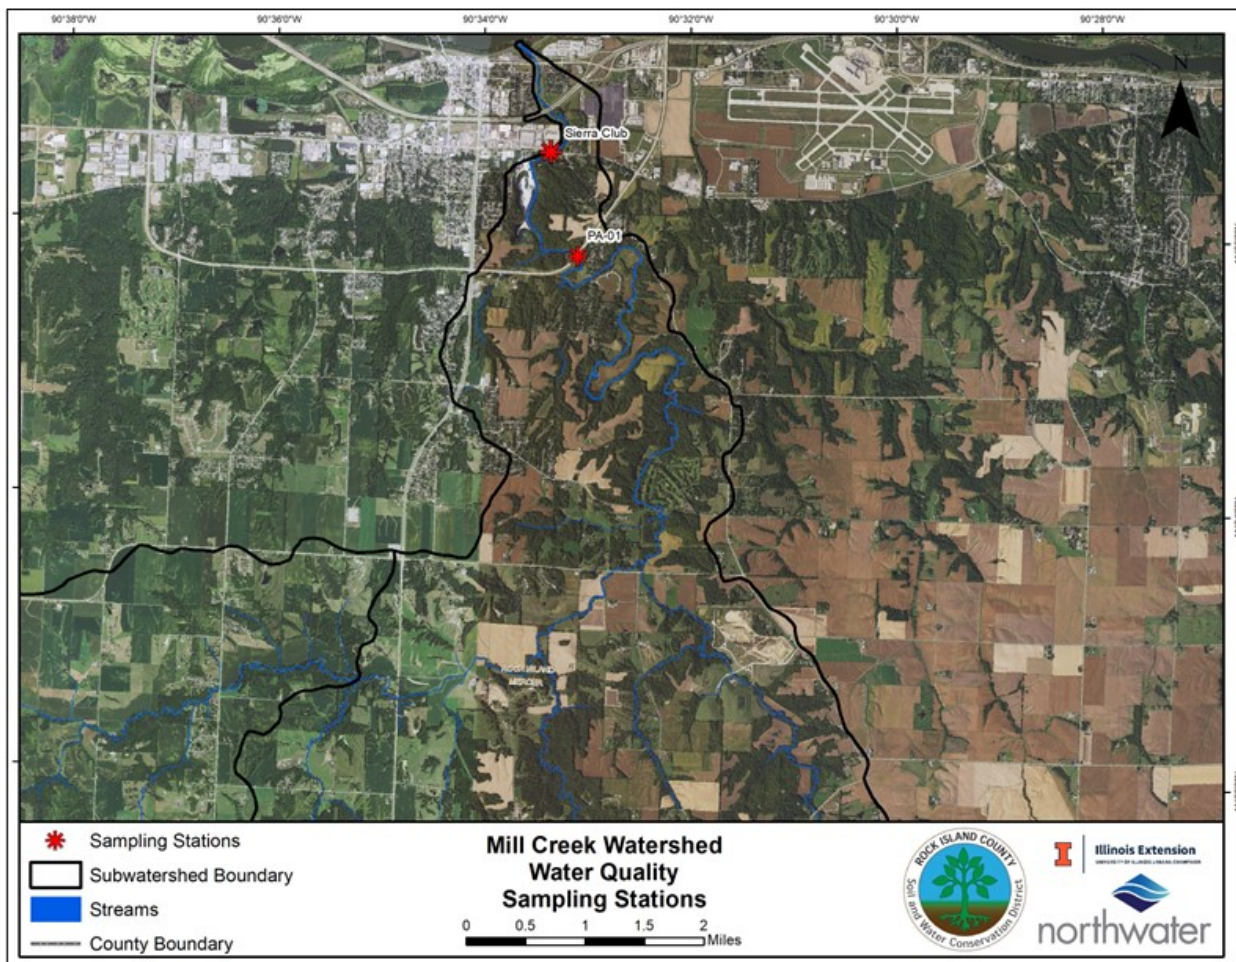 90°38'0"W 90°36'0"W 90°34'0"W 90°32'0"W 90°30'0"W 90°28'0"W
N
Sierra Club
PA-01
ROCK ISLAND
MERCER
Sampling Stations
Subwatershed Boundary
Streams
County Boundary
Mill Creek Watershed
Water Quality
Sampling Stations
0 0.5 1 1.5 2
Miles
ROCK ISLAND COUNTY
Soil and Water Conservation District
I Illinois Extension
UNIVERSITY OF ILLINOIS URBANA-CHAMPAIGN
northwater